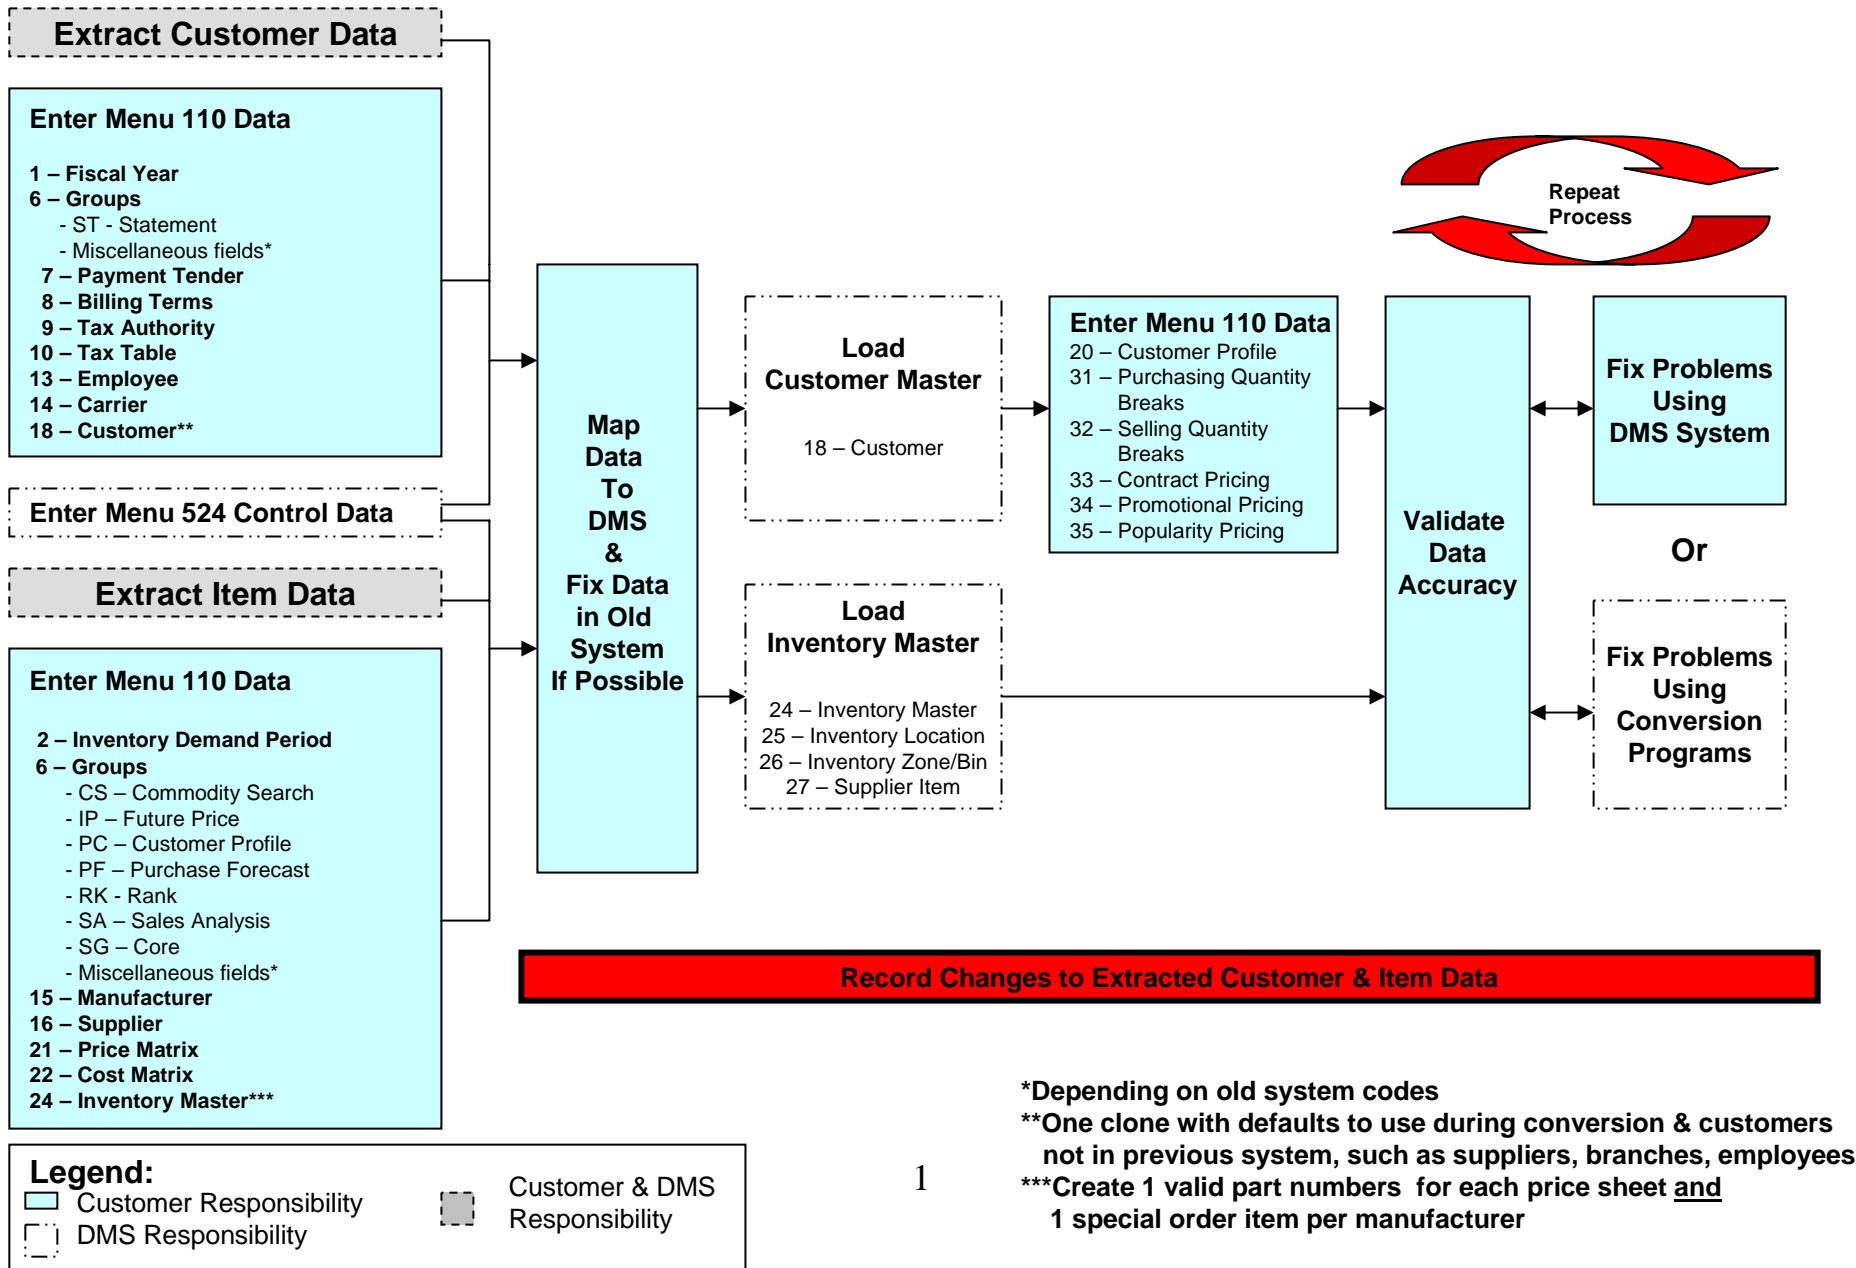 Extract Customer Data
Enter Menu 110 Data
1 – Fiscal Year
6 – Groups
- ST - Statement
- Miscellaneous fields*
7 – Payment Tender
8 – Billing Terms
9 – Tax Authority
10 – Tax Table
13 – Employee
14 – Carrier
18 – Customer**
Enter Menu 524 Control Data
Extract Item Data
Enter Menu 110 Data
2 – Inventory Demand Period
6 – Groups
- CS – Commodity Search
- IP – Future Price
- PC – Customer Profile
- PF – Purchase Forecast
- RK - Rank
- SA – Sales Analysis
- SG – Core
- Miscellaneous fields*
15 – Manufacturer
16 – Supplier
21 – Price Matrix
22 – Cost Matrix
24 – Inventory Master***
Map
Data
To
DMS
&
Fix Data
in Old
System
If Possible
Load
Customer Master
18 – Customer
Load
Inventory Master
24 – Inventory Master
25 – Inventory Location
26 – Inventory Zone/Bin
27 – Supplier Item
Enter Menu 110 Data
20 – Customer Profile
31 – Purchasing Quantity
Breaks
32 – Selling Quantity
Breaks
33 – Contract Pricing
34 – Promotional Pricing
35 – Popularity Pricing
Validate
Data
Accuracy
Repeat
Process
Fix Problems
Using
DMS System
Or
Fix Problems
Using
Conversion
Programs
Record Changes to Extracted Customer & Item Data
*Depending on old system codes
**One clone with defaults to use during conversion & customers
not in previous system, such as suppliers, branches, employees
***Create 1 valid part numbers for each price sheet and
1 special order item per manufacturer
Legend:
Customer Responsibility
DMS Responsibility
Customer & DMS
Responsibility
1